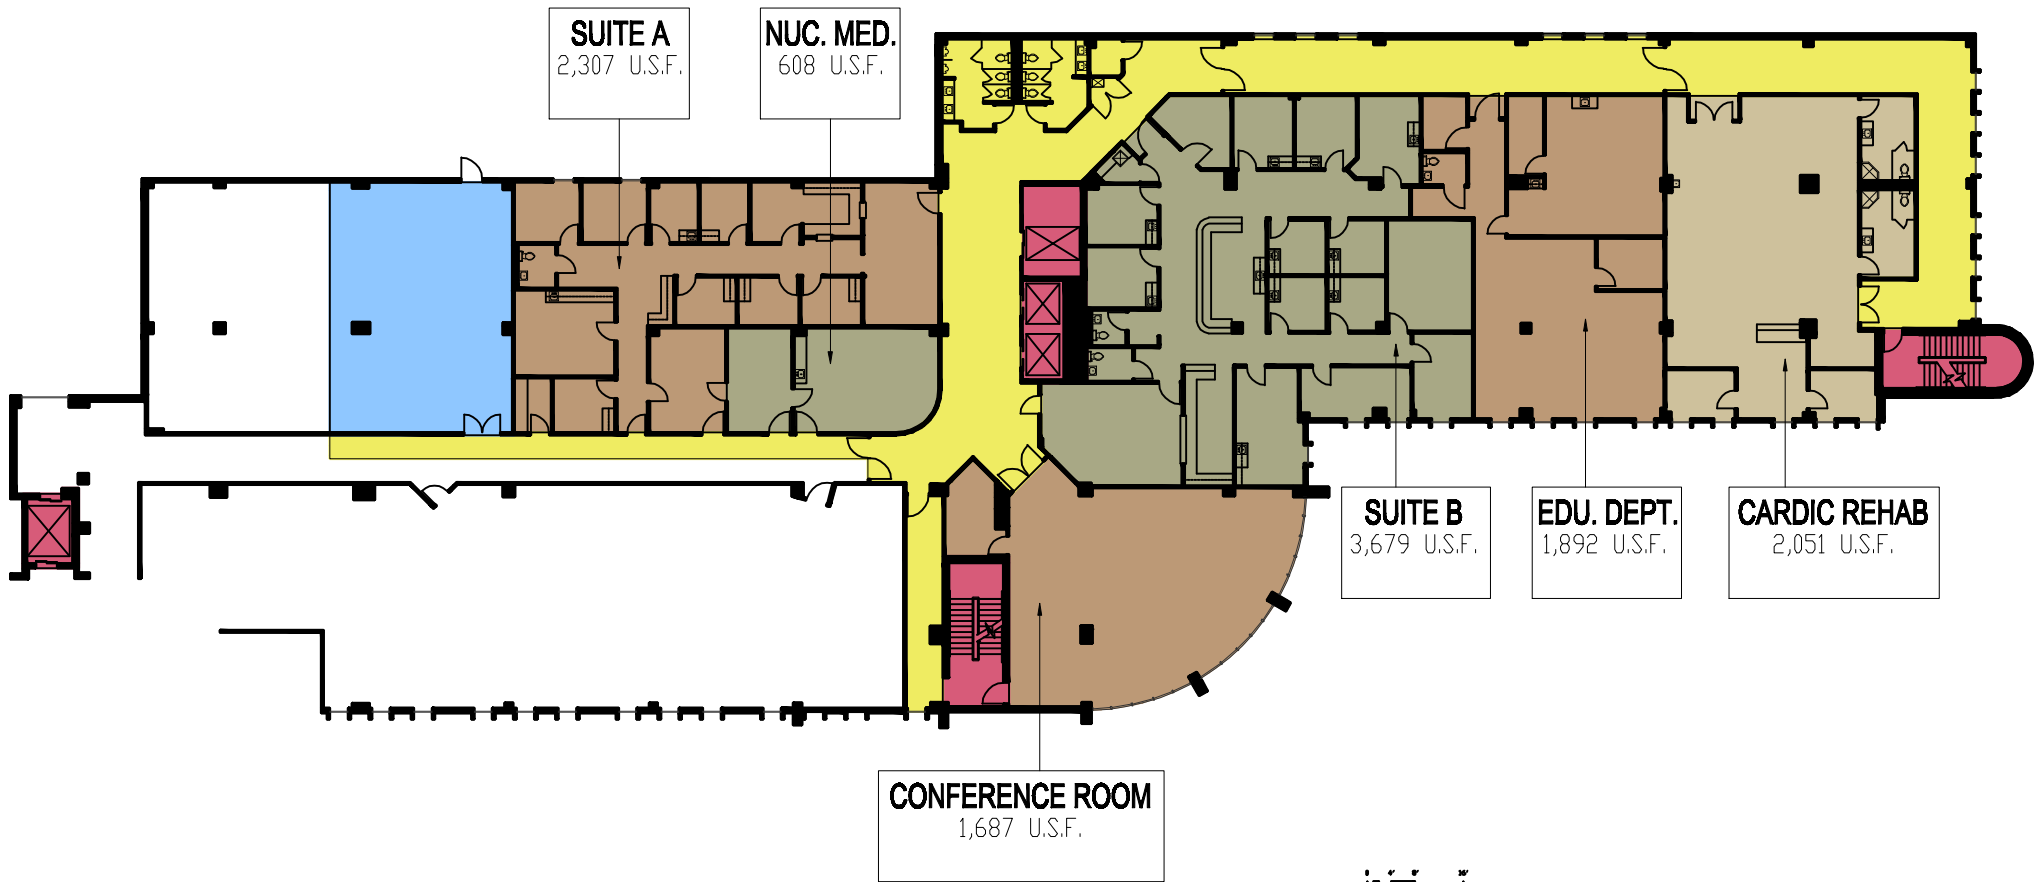 SUITE A
2,307 U.S.F.
NUC. MED.
608 U.S.F.
SUITE B
3,679 U.S.F.
EDU. DEPT.
1,892 U.S.F.
CARDIC REHAB
2,051 U.S.F.
CONFERENCE ROOM
1,687 U.S.F.